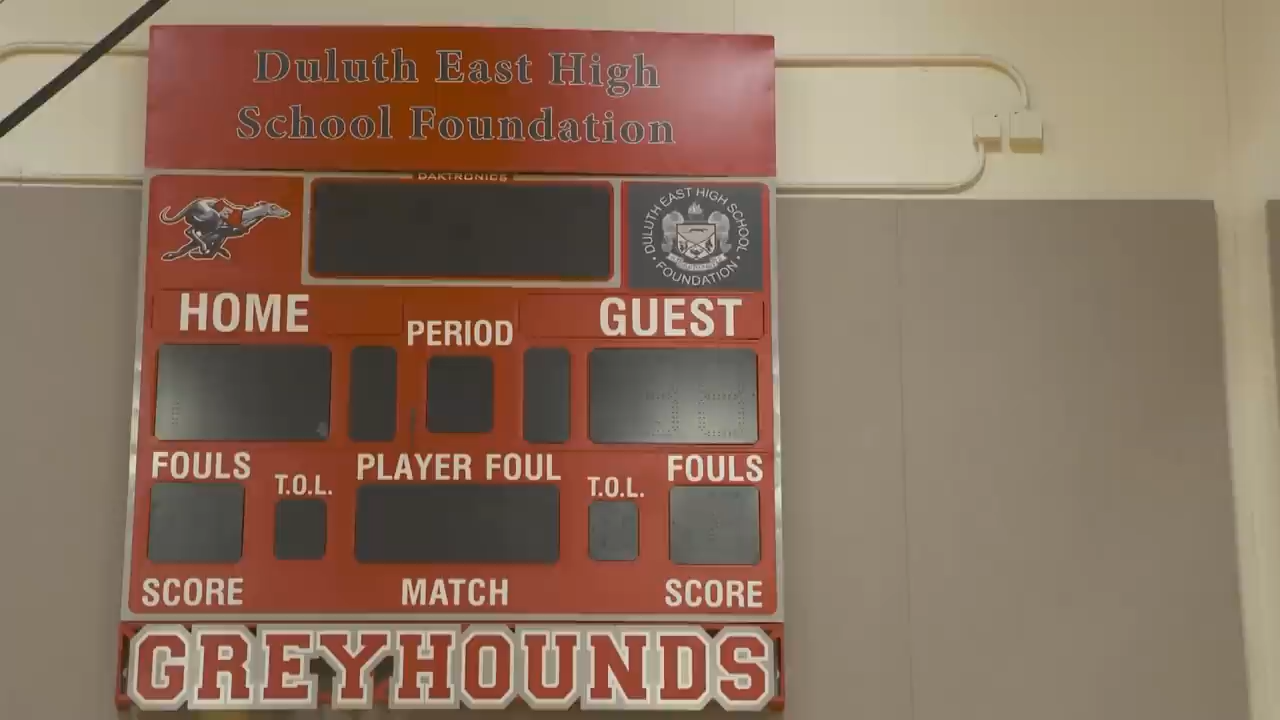 Duluth East High
School Foundation
DAKTRONICS
DULUTH EAST HIGH SCHOOL
• FOUNDATION •
HOME
PERIOD
GUEST
FOULS
T.O.L.
PLAYER FOUL
T.O.L.
FOULS
SCORE
MATCH
SCORE
GREYHOUNDS